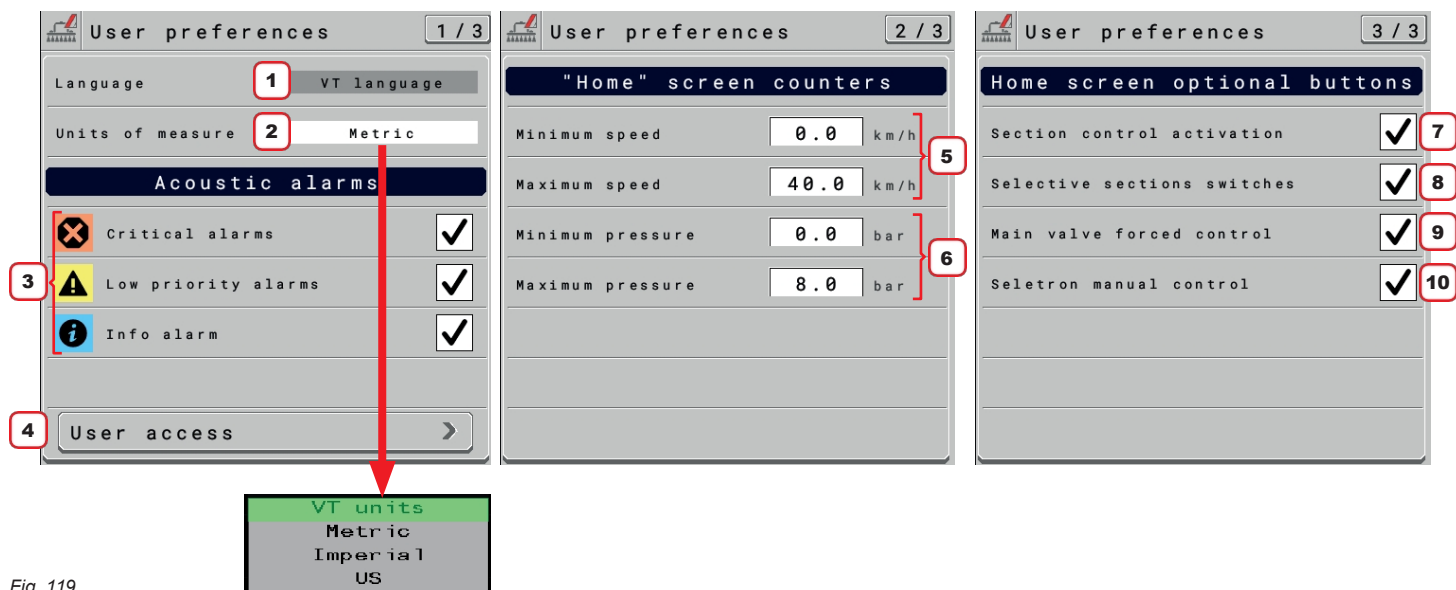 User preferences 1 / 3
Language 1 VT language
Units of measure 2 Metric
Acoustic alarms
3
Critical alarms
Low priority alarms
Info alarm
4 User access >
VT units
Metric
Imperial
US
User preferences 2 / 3
"Home" screen counters
Minimum speed 0.0 km/h
Maximum speed 40.0 km/h
5
Minimum pressure 0.0 bar
Maximum pressure 8.0 bar
6
User preferences 3 / 3
Home screen optional buttons
Section control activation 7
Selective sections switches 8
Main valve forced control 9
Seletron manual control 10
Fig. 119